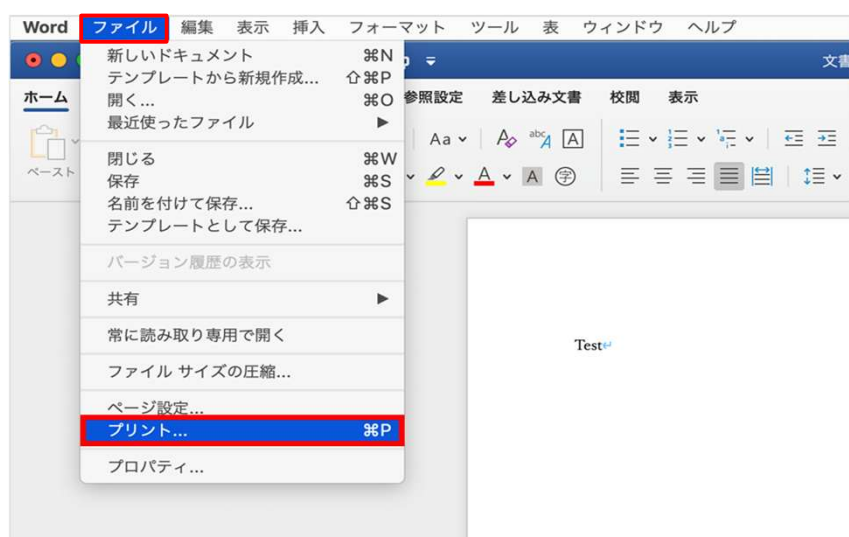 Word ファイル 編集 表示 挿入 フォーマット ツール 表 ウィンドウ ヘルプ
文書
ホーム 参照設定 差し込み文書 校閲 表示
ペースト Aa abc A A
A A 字
新しいドキュメント ⌘N
テンプレートから新規作成... ⇧⌘P
開く... ⌘O
最近使ったファイル ▶
閉じる ⌘W
保存 ⌘S
名前を付けて保存... ⇧⌘S
テンプレートとして保存...
バージョン履歴の表示
共有 ▶
常に読み取り専用で開く
ファイル サイズの圧縮...
ページ設定...
プリント... ⌘P
プロパティ...
Test